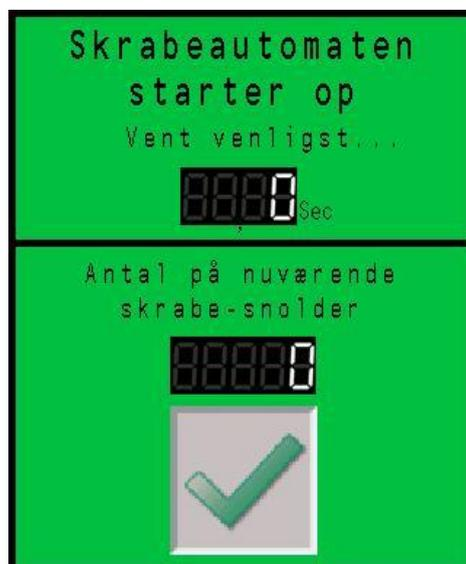 Skrabeautomaten
starter op
Vent venligst...
0 Sec
Antal på nuværende
skrabe-snolder
0